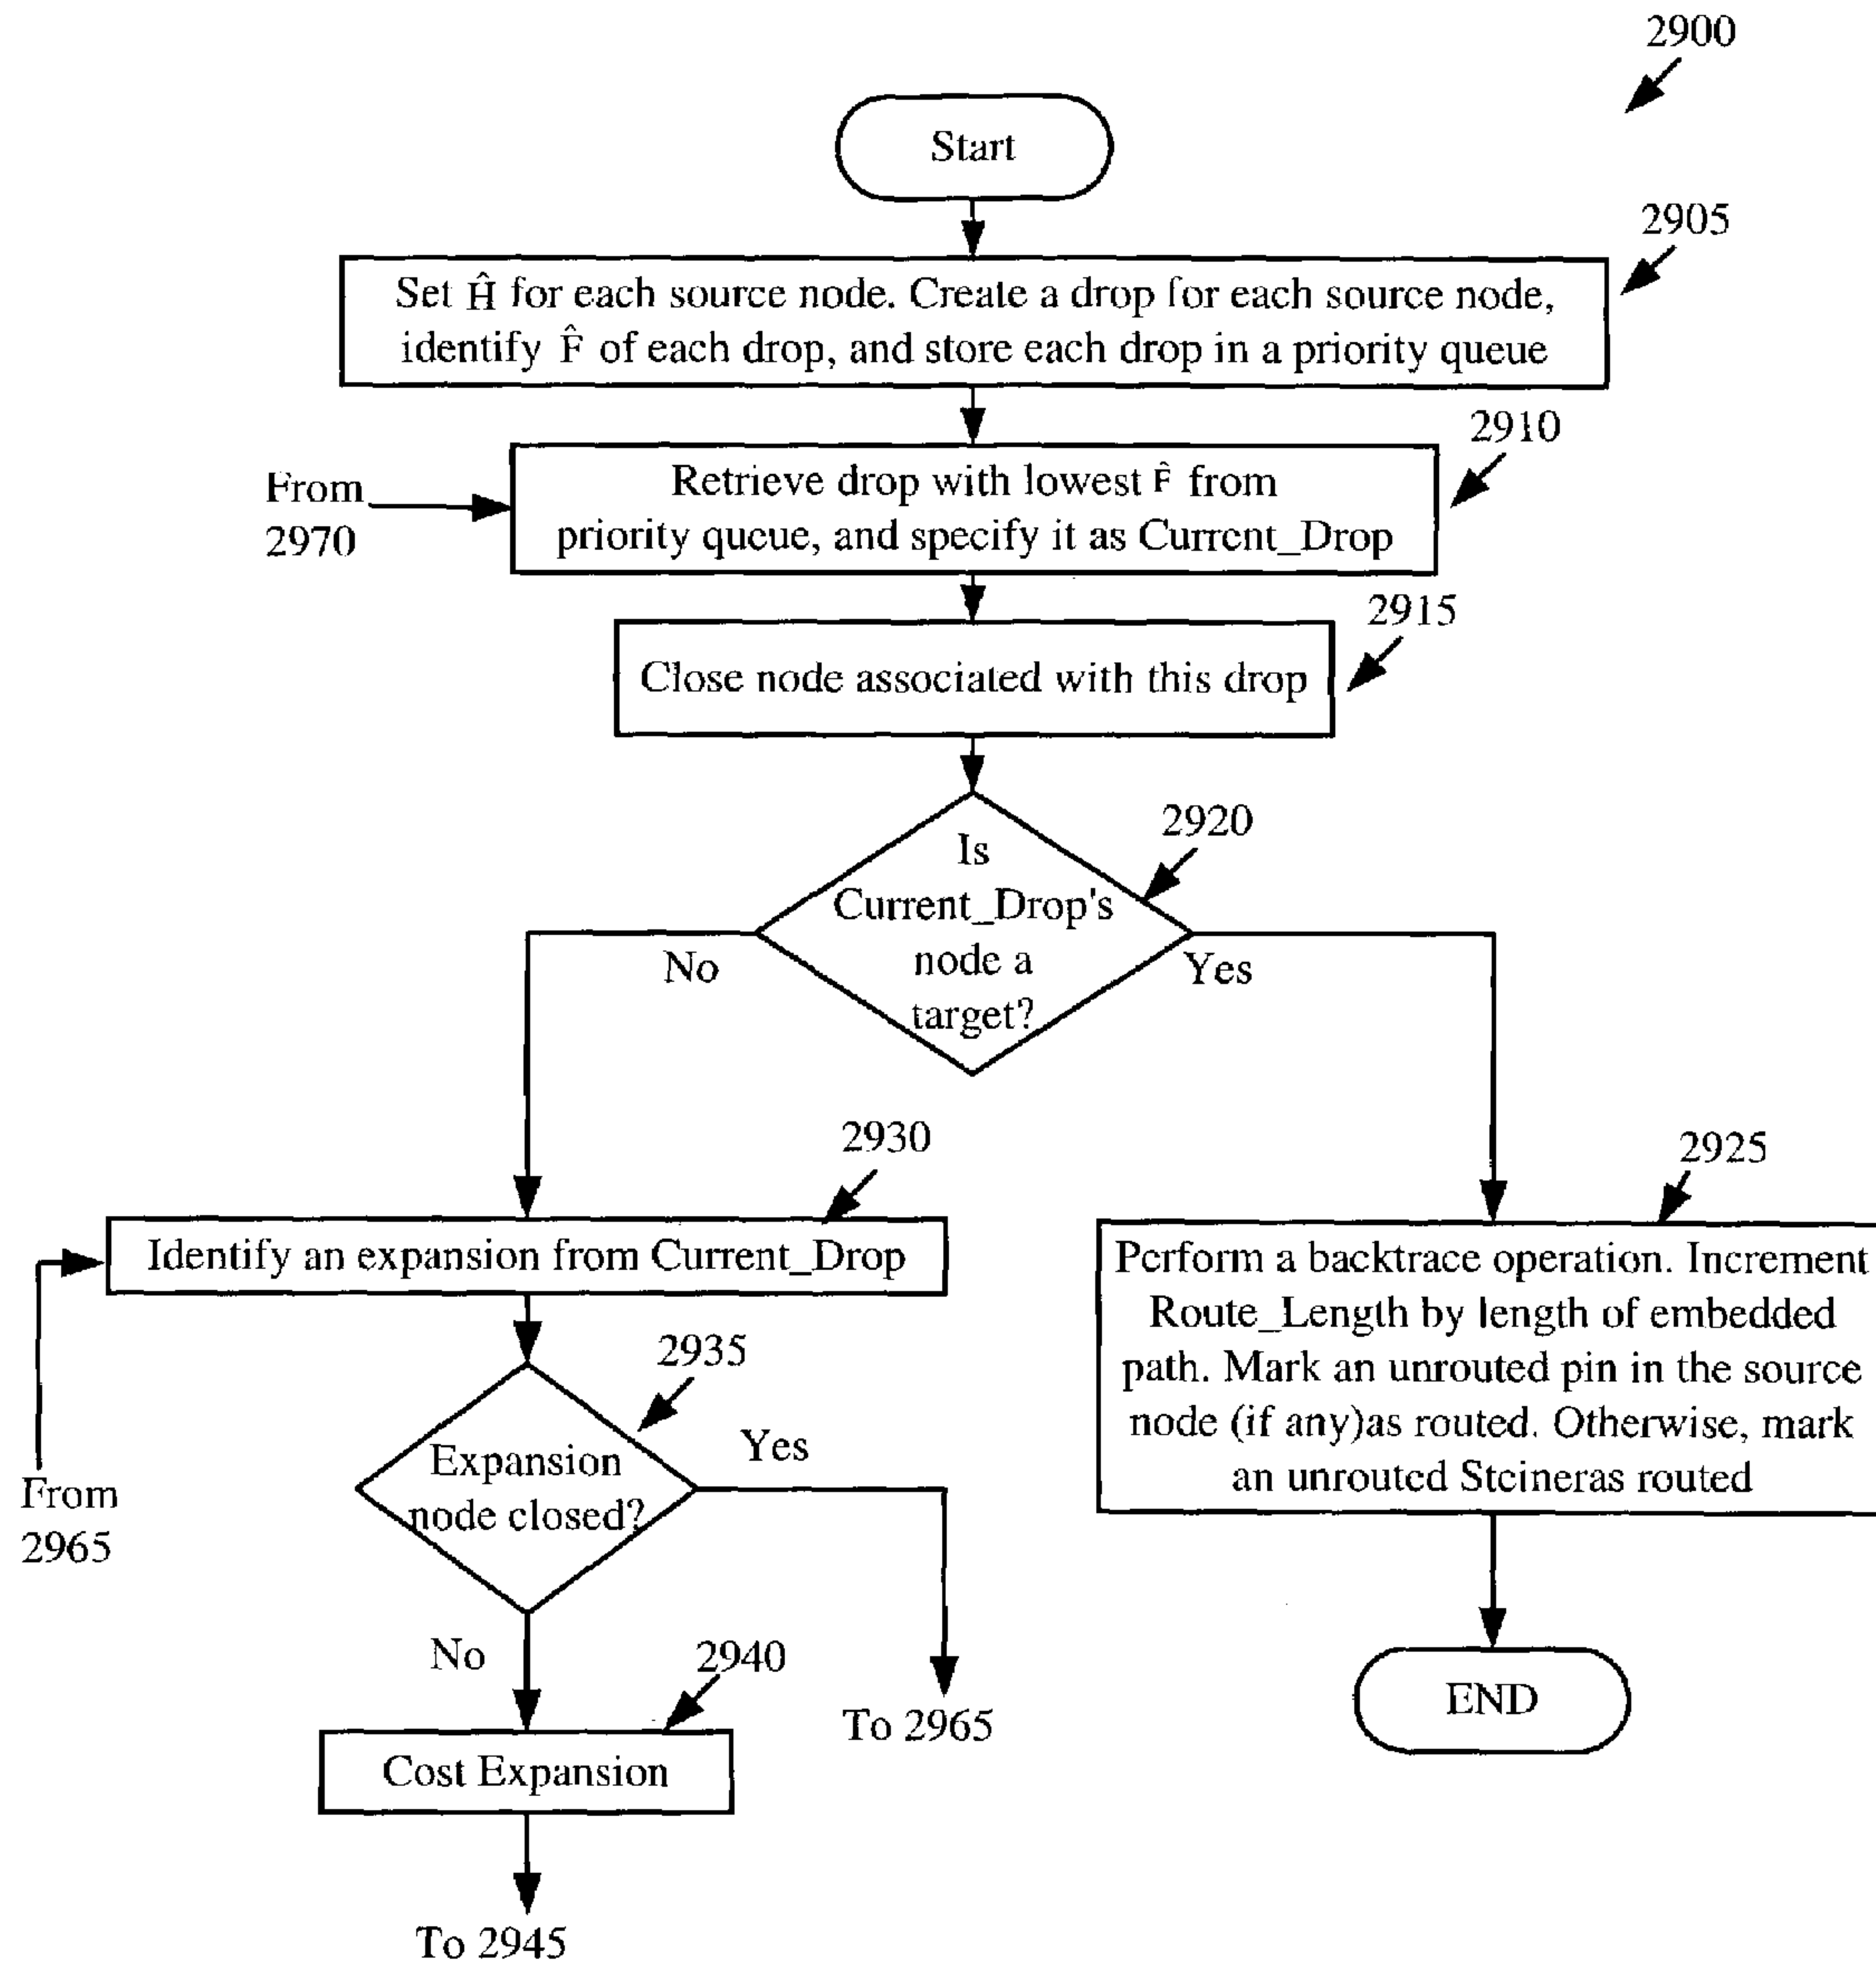 2900
Start
2905
Set Ĥ for each source node. Create a drop for each source node,
identify F̂ of each drop, and store each drop in a priority queue
2910
From
2970
Retrieve drop with lowest F̂ from
priority queue, and specify it as Current_Drop
2915
Close node associated with this drop
2920
Is
Current_Drop's
node a
target?
No
Yes
2930
2925
Identify an expansion from Current_Drop
Perform a backtrace operation. Increment
Route_Length by length of embedded
path. Mark an unrouted pin in the source
node (if any)as routed. Otherwise, mark
an unrouted Steineras routed
2935
Expansion
node closed?
Yes
From
2965
No
2940
To 2965
END
Cost Expansion
To 2945